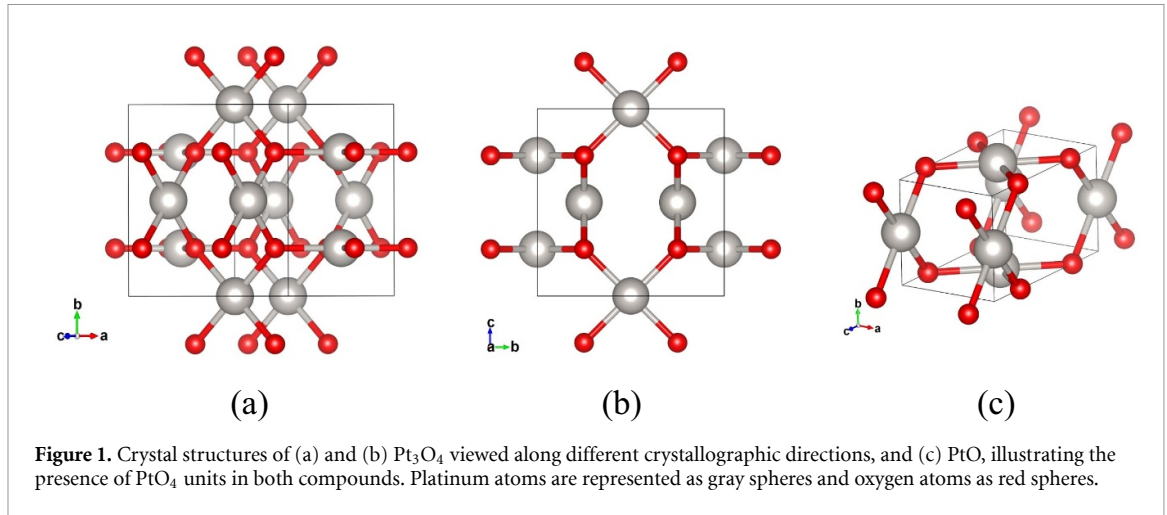 b
c a
(a)
c
a b
(b)
b
c a
(c)
Figure 1. Crystal structures of (a) and (b) Pt₃O₄ viewed along different crystallographic directions, and (c) PtO, illustrating the
presence of PtO₄ units in both compounds. Platinum atoms are represented as gray spheres and oxygen atoms as red spheres.